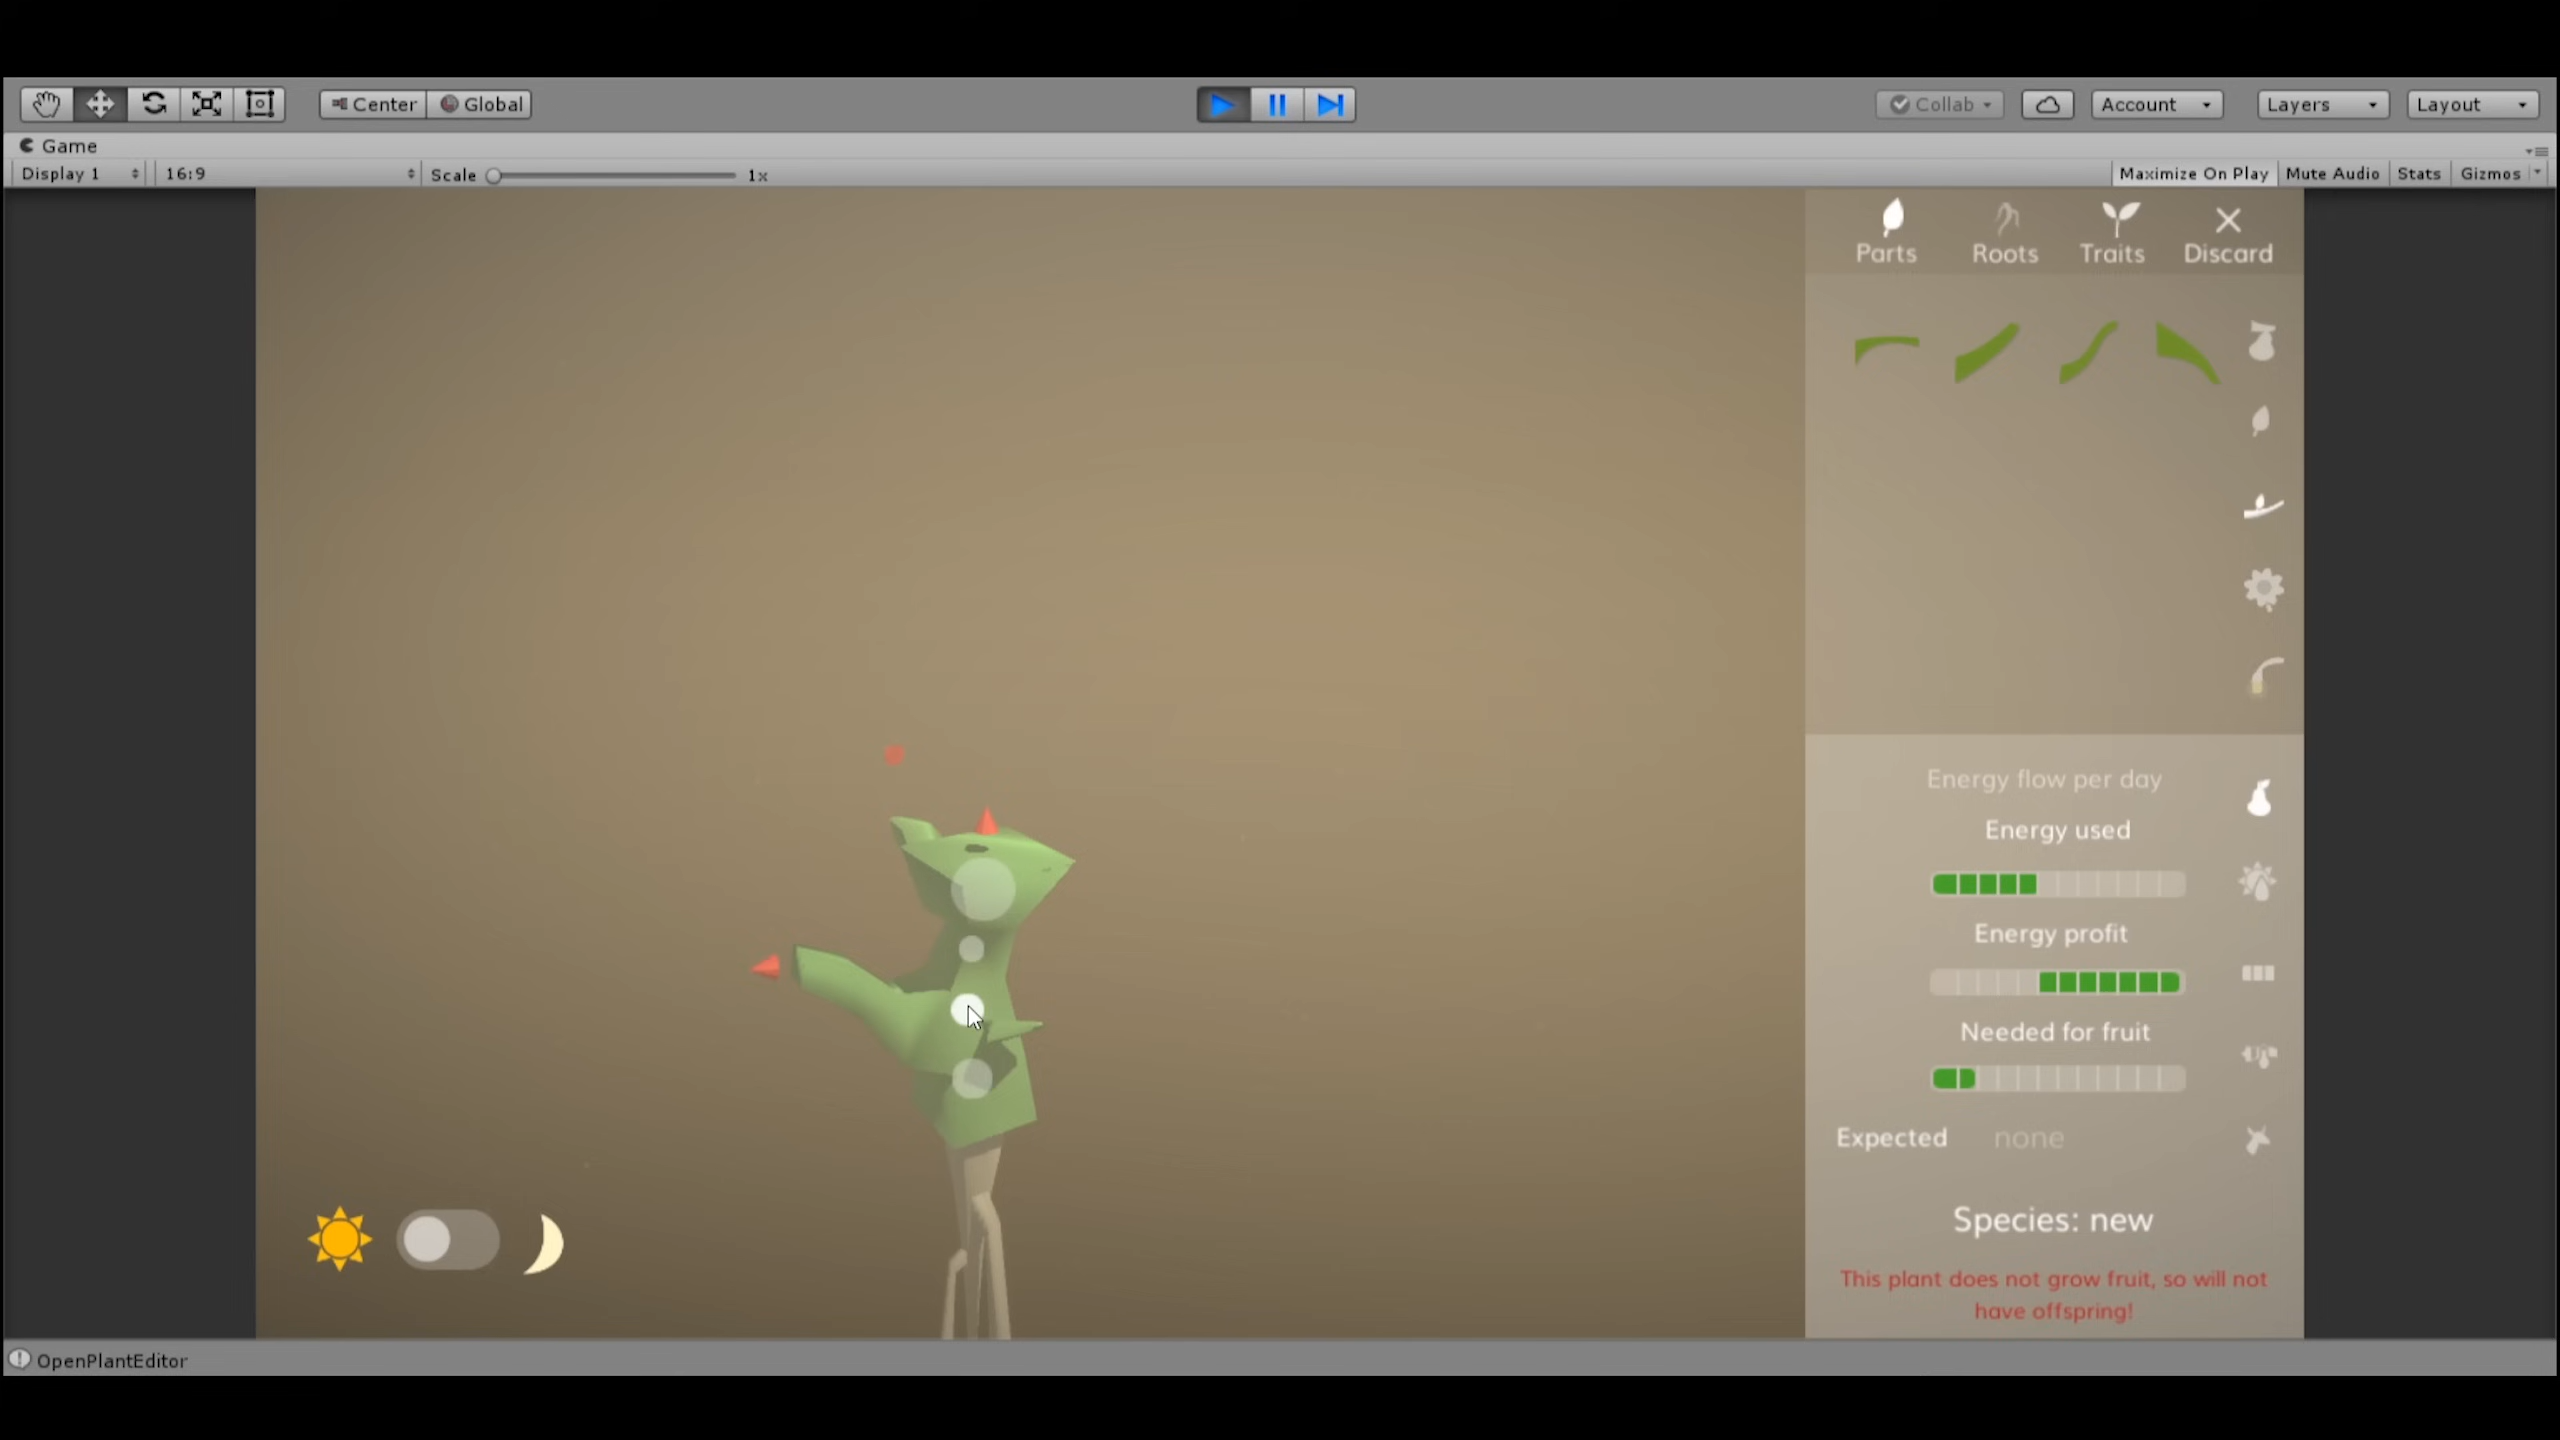 Center
Global
Collab
Account
Layers
Layout
Game
Display 1
16:9
Scale
1x
Maximize On Play
Mute Audio
Stats
Gizmos
Parts
Roots
Traits
Discard
Energy flow per day
Energy used
Energy profit
Needed for fruit
Expected none
Species: new
This plant does not grow fruit, so will not
have offspring!
OpenPlantEditor